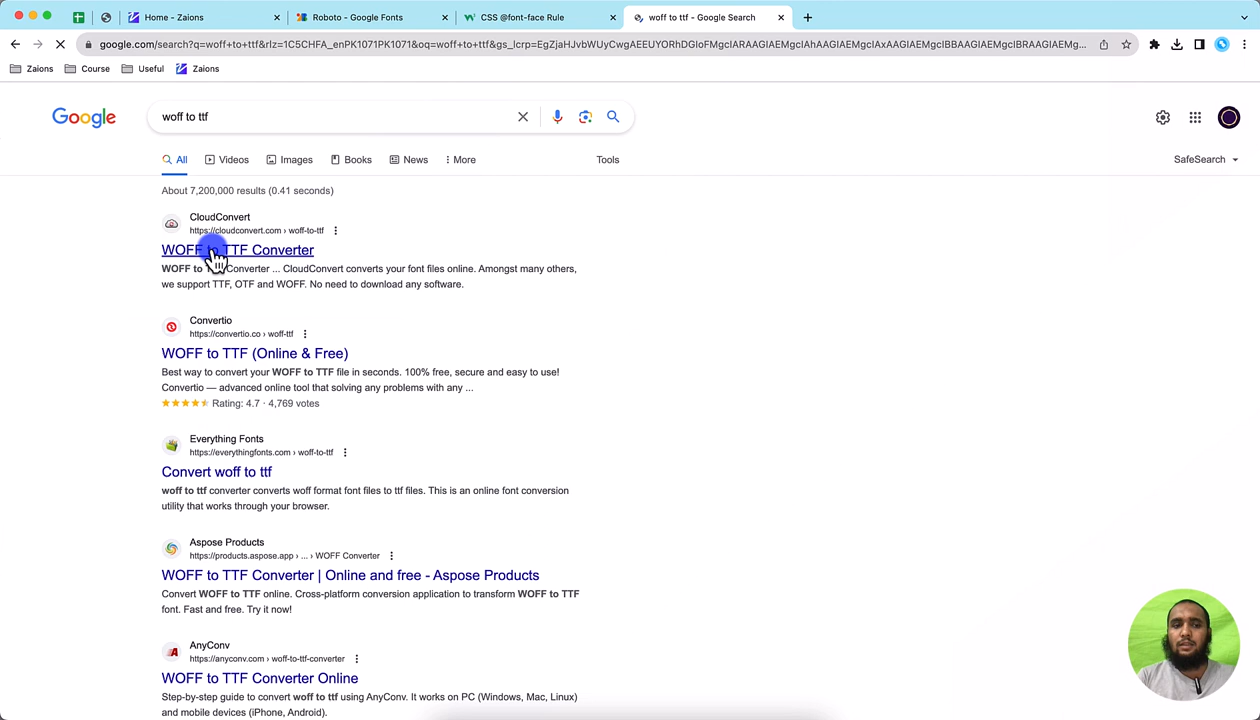 Home - Zaions
Roboto - Google Fonts
CSS @font-face Rule
woff to ttf - Google Search
google.com/search?q=woff+to+ttf&rlz=1C5CHFA_enPK1071PK1071&oq=woff+to+ttf&gs_lcrp=EgZjaHJvbWUyCwgAEEUYORhDGIoFMgcIARAAGIAEMgcIAhAAGIAEMgcIAxAAGIAEMgcIBBAAGIAEMgcIBRAAGIAEMg...
Zaions
Course
Useful
Zaions
Google
woff to ttf
All
Videos
Images
Books
News
More
Tools
SafeSearch
About 7,200,000 results (0.41 seconds)
CloudConvert
https://cloudconvert.com › woff-to-ttf
WOFF to TTF Converter
WOFF to Converter ... CloudConvert converts your font files online. Amongst many others,
we support TTF, OTF and WOFF. No need to download any software.
Convertio
https://convertio.co › woff-ttf
WOFF to TTF (Online & Free)
Best way to convert your WOFF to TTF file in seconds. 100% free, secure and easy to use!
Convertio — advanced online tool that solving any problems with any ...
Rating: 4.7 · 4,769 votes
Everything Fonts
https://everythingfonts.com › woff-to-ttf
Convert woff to ttf
woff to ttf converter converts woff format font files to ttf files. This is an online font conversion
utility that works through your browser.
Aspose Products
https://products.aspose.app › ... › WOFF Converter
WOFF to TTF Converter | Online and free - Aspose Products
Convert WOFF to TTF online. Cross-platform conversion application to transform WOFF to TTF
font. Fast and free. Try it now!
AnyConv
https://anyconv.com › woff-to-ttf-converter
WOFF to TTF Converter Online
Step-by-step guide to convert woff to ttf using AnyConv. It works on PC (Windows, Mac, Linux)
and mobile devices (iPhone, Android).